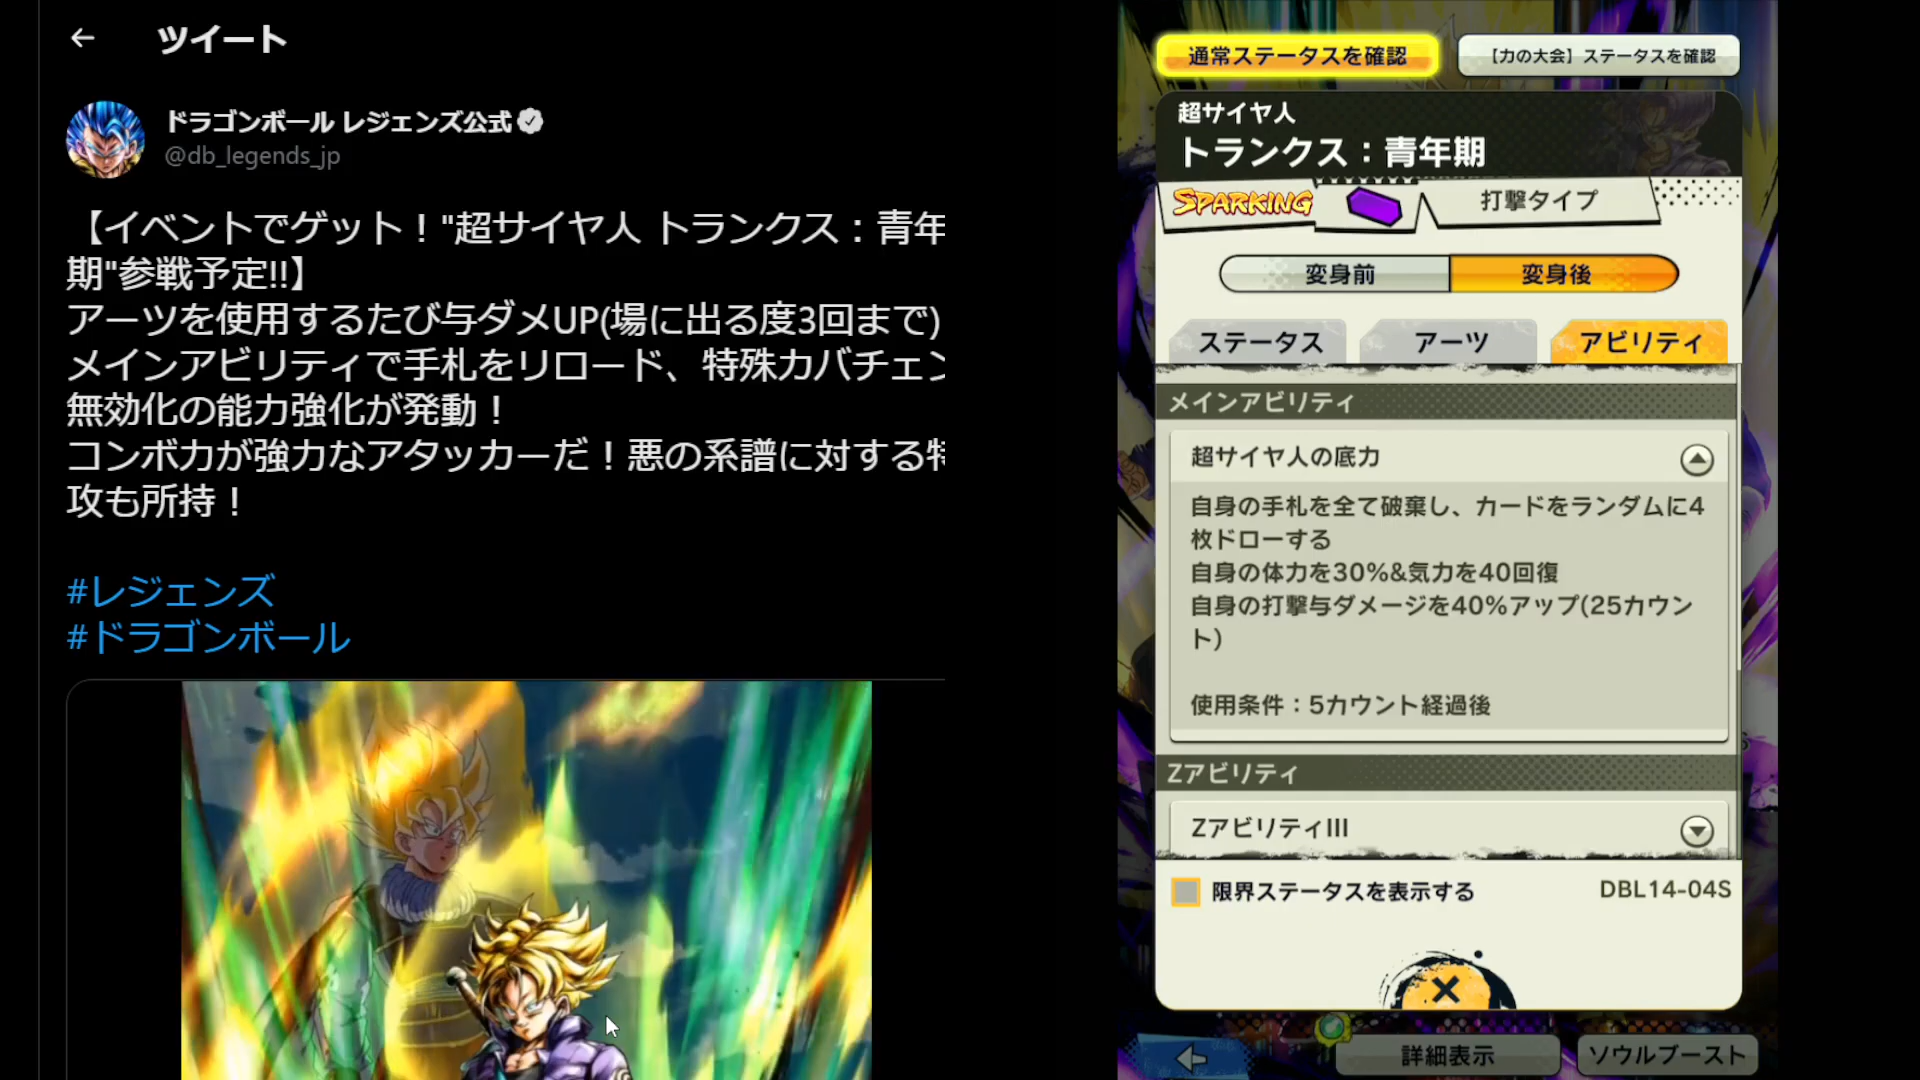 ツイート
ドラゴンボール レジェンズ公式
@db_legends_jp
【イベントでゲット！"超サイヤ人 トランクス：青年
期"参戦予定!!】
アーツを使用するたび与ダメUP(場に出る度3回まで)
メインアビリティで手札をリロード、特殊カバチェン
無効化の能力強化が発動！
コンボ力が強力なアタッカーだ！悪の系譜に対する特
攻も所持！
#レジェンズ
#ドラゴンボール
通常ステータスを確認
【力の大会】ステータスを確認
超サイヤ人
トランクス：青年期
SPARKING
打撃タイプ
変身前
変身後
ステータス
アーツ
アビリティ
メインアビリティ
超サイヤ人の底力
自身の手札を全て破棄し、カードをランダムに4
枚ドローする
自身の体力を30%&気力を40回復
自身の打撃与ダメージを40%アップ(25カウン
ト)
使用条件：5カウント経過後
Zアビリティ
ZアビリティIII
限界ステータスを表示する
DBL14-04S
詳細表示
ソウルブースト